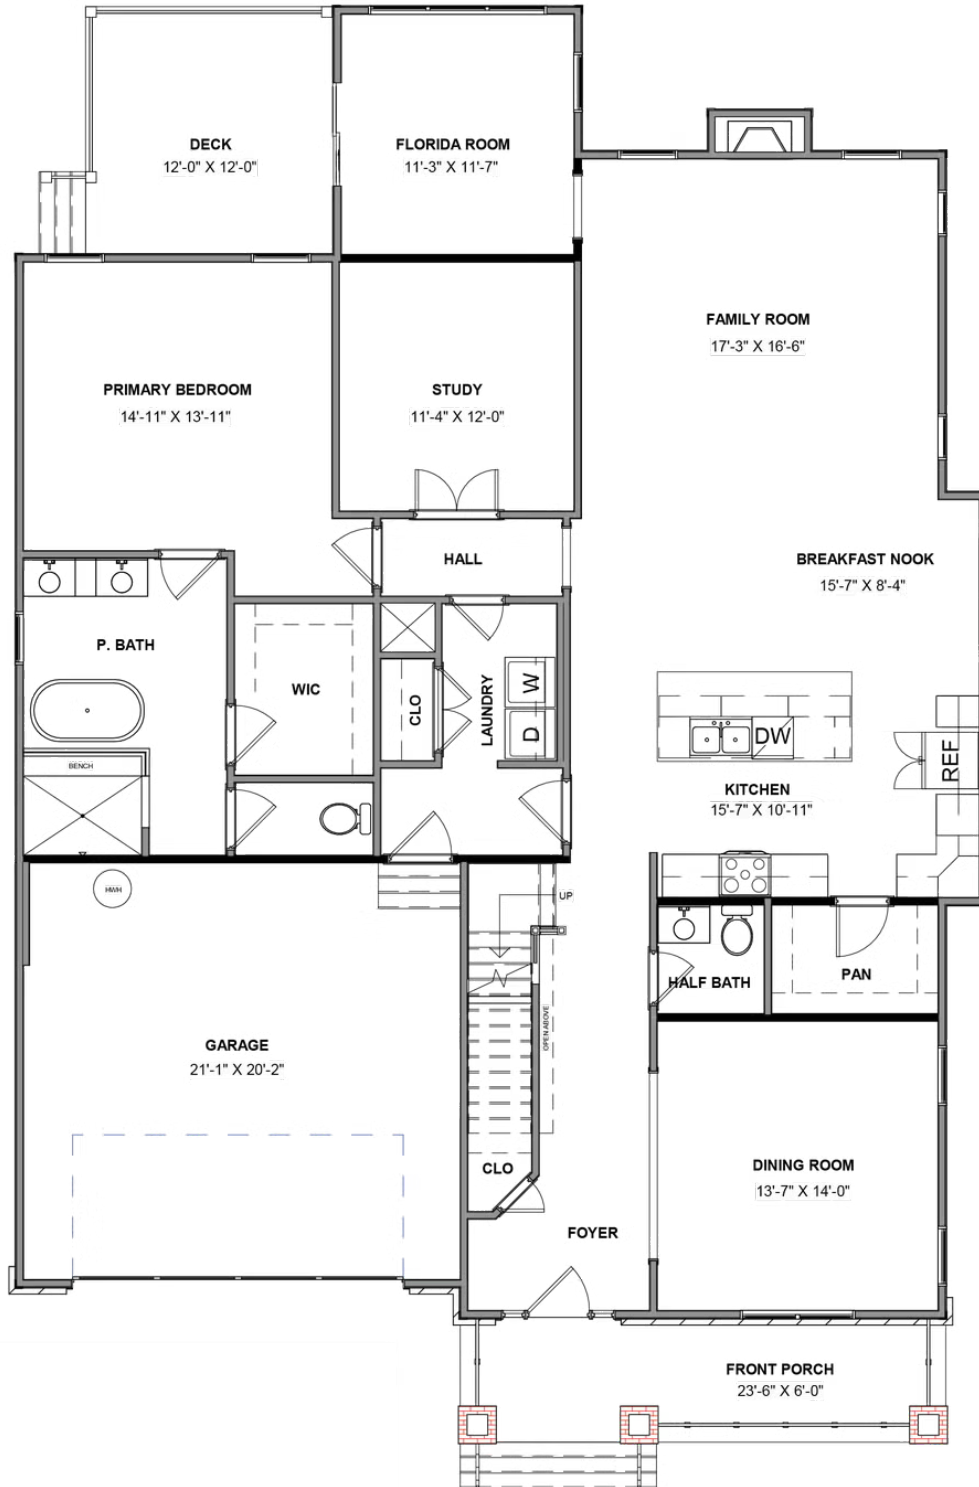 DECK
12'-0" X 12'-0"
FLORIDA ROOM
11'-3" X 11'-7"
FAMILY ROOM
17'-3" X 16'-6"
PRIMARY BEDROOM
14'-11" X 13'-11"
STUDY
11'-4" X 12'-0"
HALL
BREAKFAST NOOK
15'-7" X 8'-4"
P. BATH
WIC
CLO
LAUNDRY
W
D
BENCH
DW
REF
KITCHEN
15'-7" X 10'-11"
HWH
UP
HALF BATH
PAN
OPEN ABOVE
GARAGE
21'-1" X 20'-2"
CLO
DINING ROOM
13'-7" X 14'-0"
FOYER
FRONT PORCH
23'-6" X 6'-0"